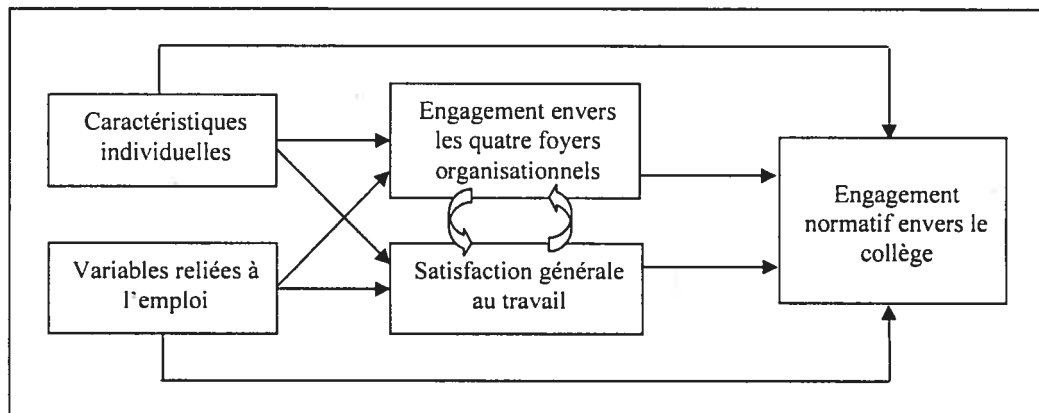 Caractéristiques
individuelles
Engagement envers
les quatre foyers
organisationnels
Variables reliées à
l'emploi
Satisfaction générale
au travail
Engagement
normatif envers le
collège